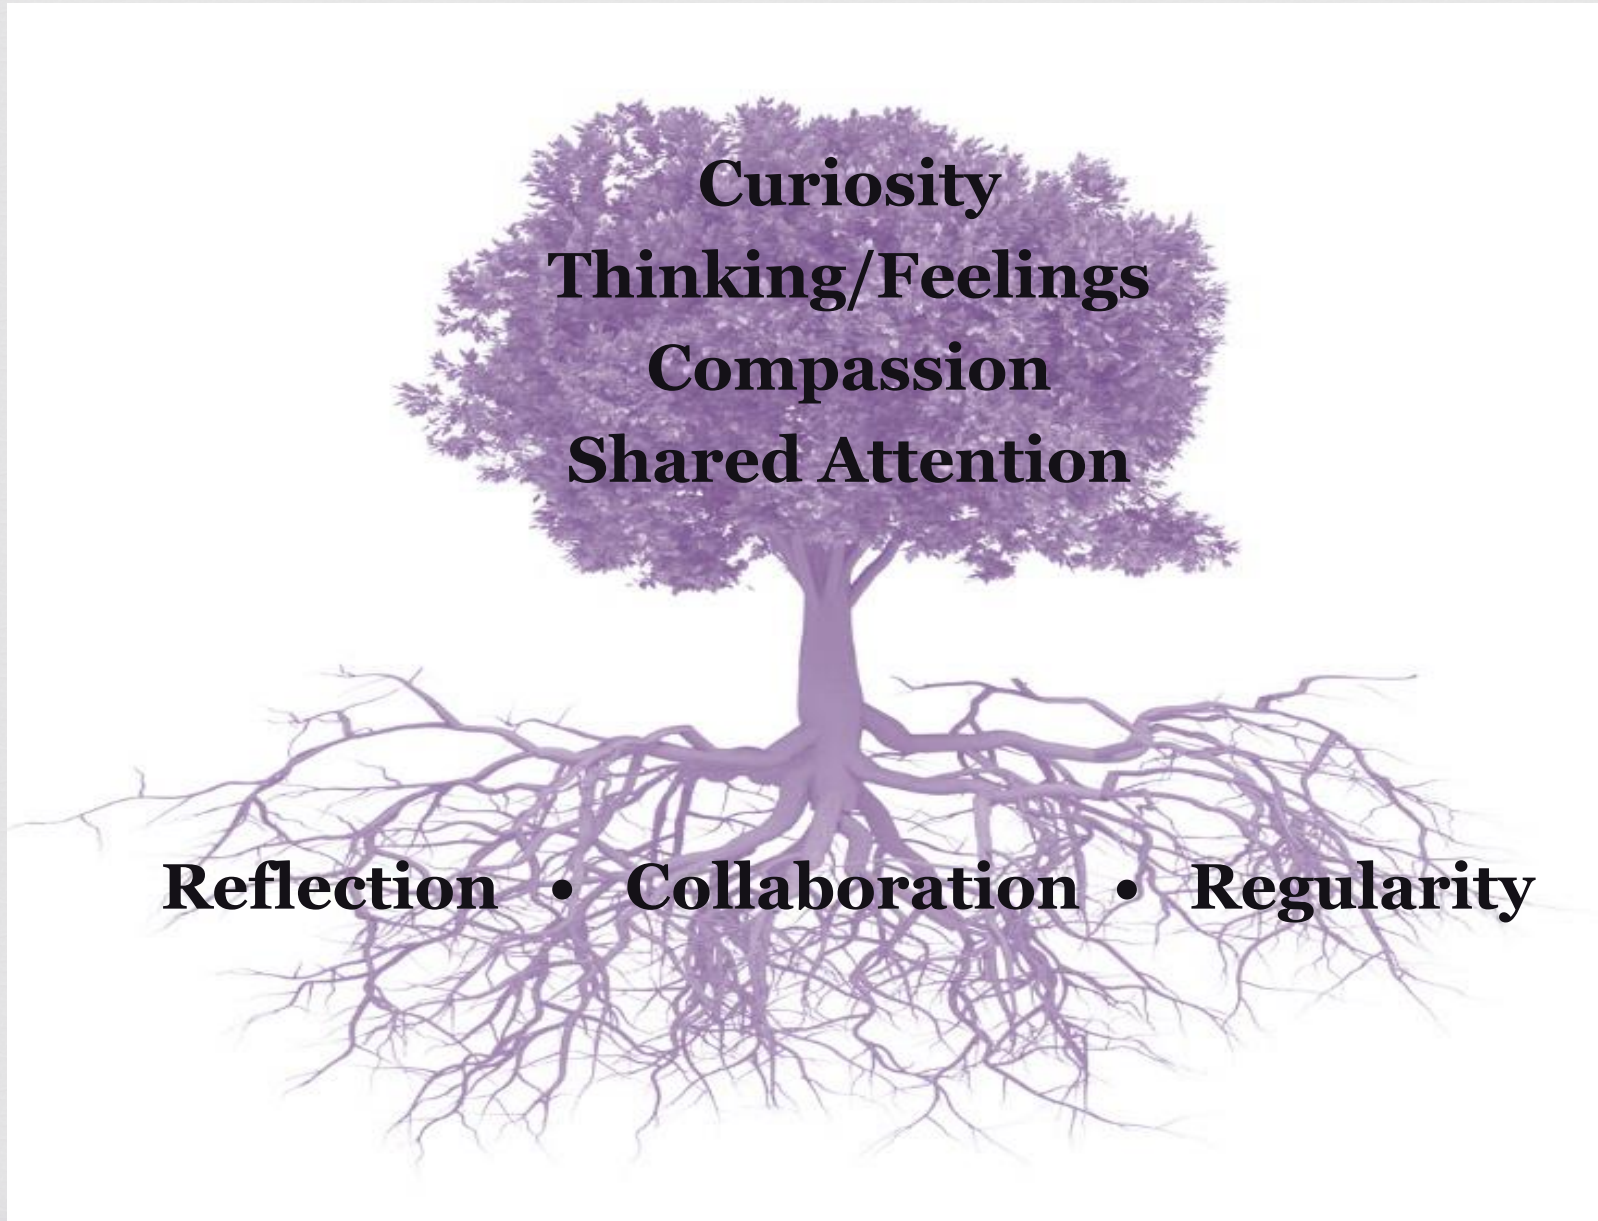 Curiosity
Thinking/Feelings
Compassion
Shared Attention
Reflection • Collaboration • Regularity